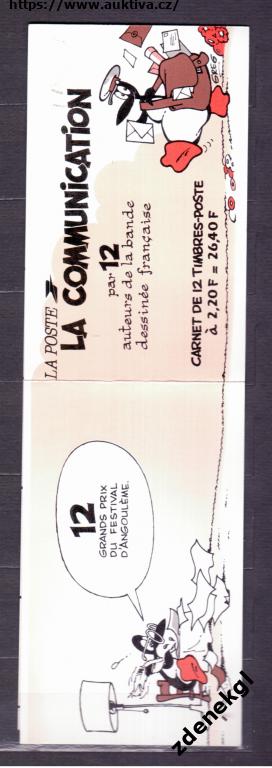 https://www.auktiva.cz/
LA POSTE
LA COMMUNICATION
par 12
auteurs de la bande
dessinée française
CARNET DE 12 TIMBRES-POSTE
à 2,20 F = 26,40 F
GREG
12
GRANDS PRIX
DU FESTIVAL
D'ANGOULÊME.
zdenekgl